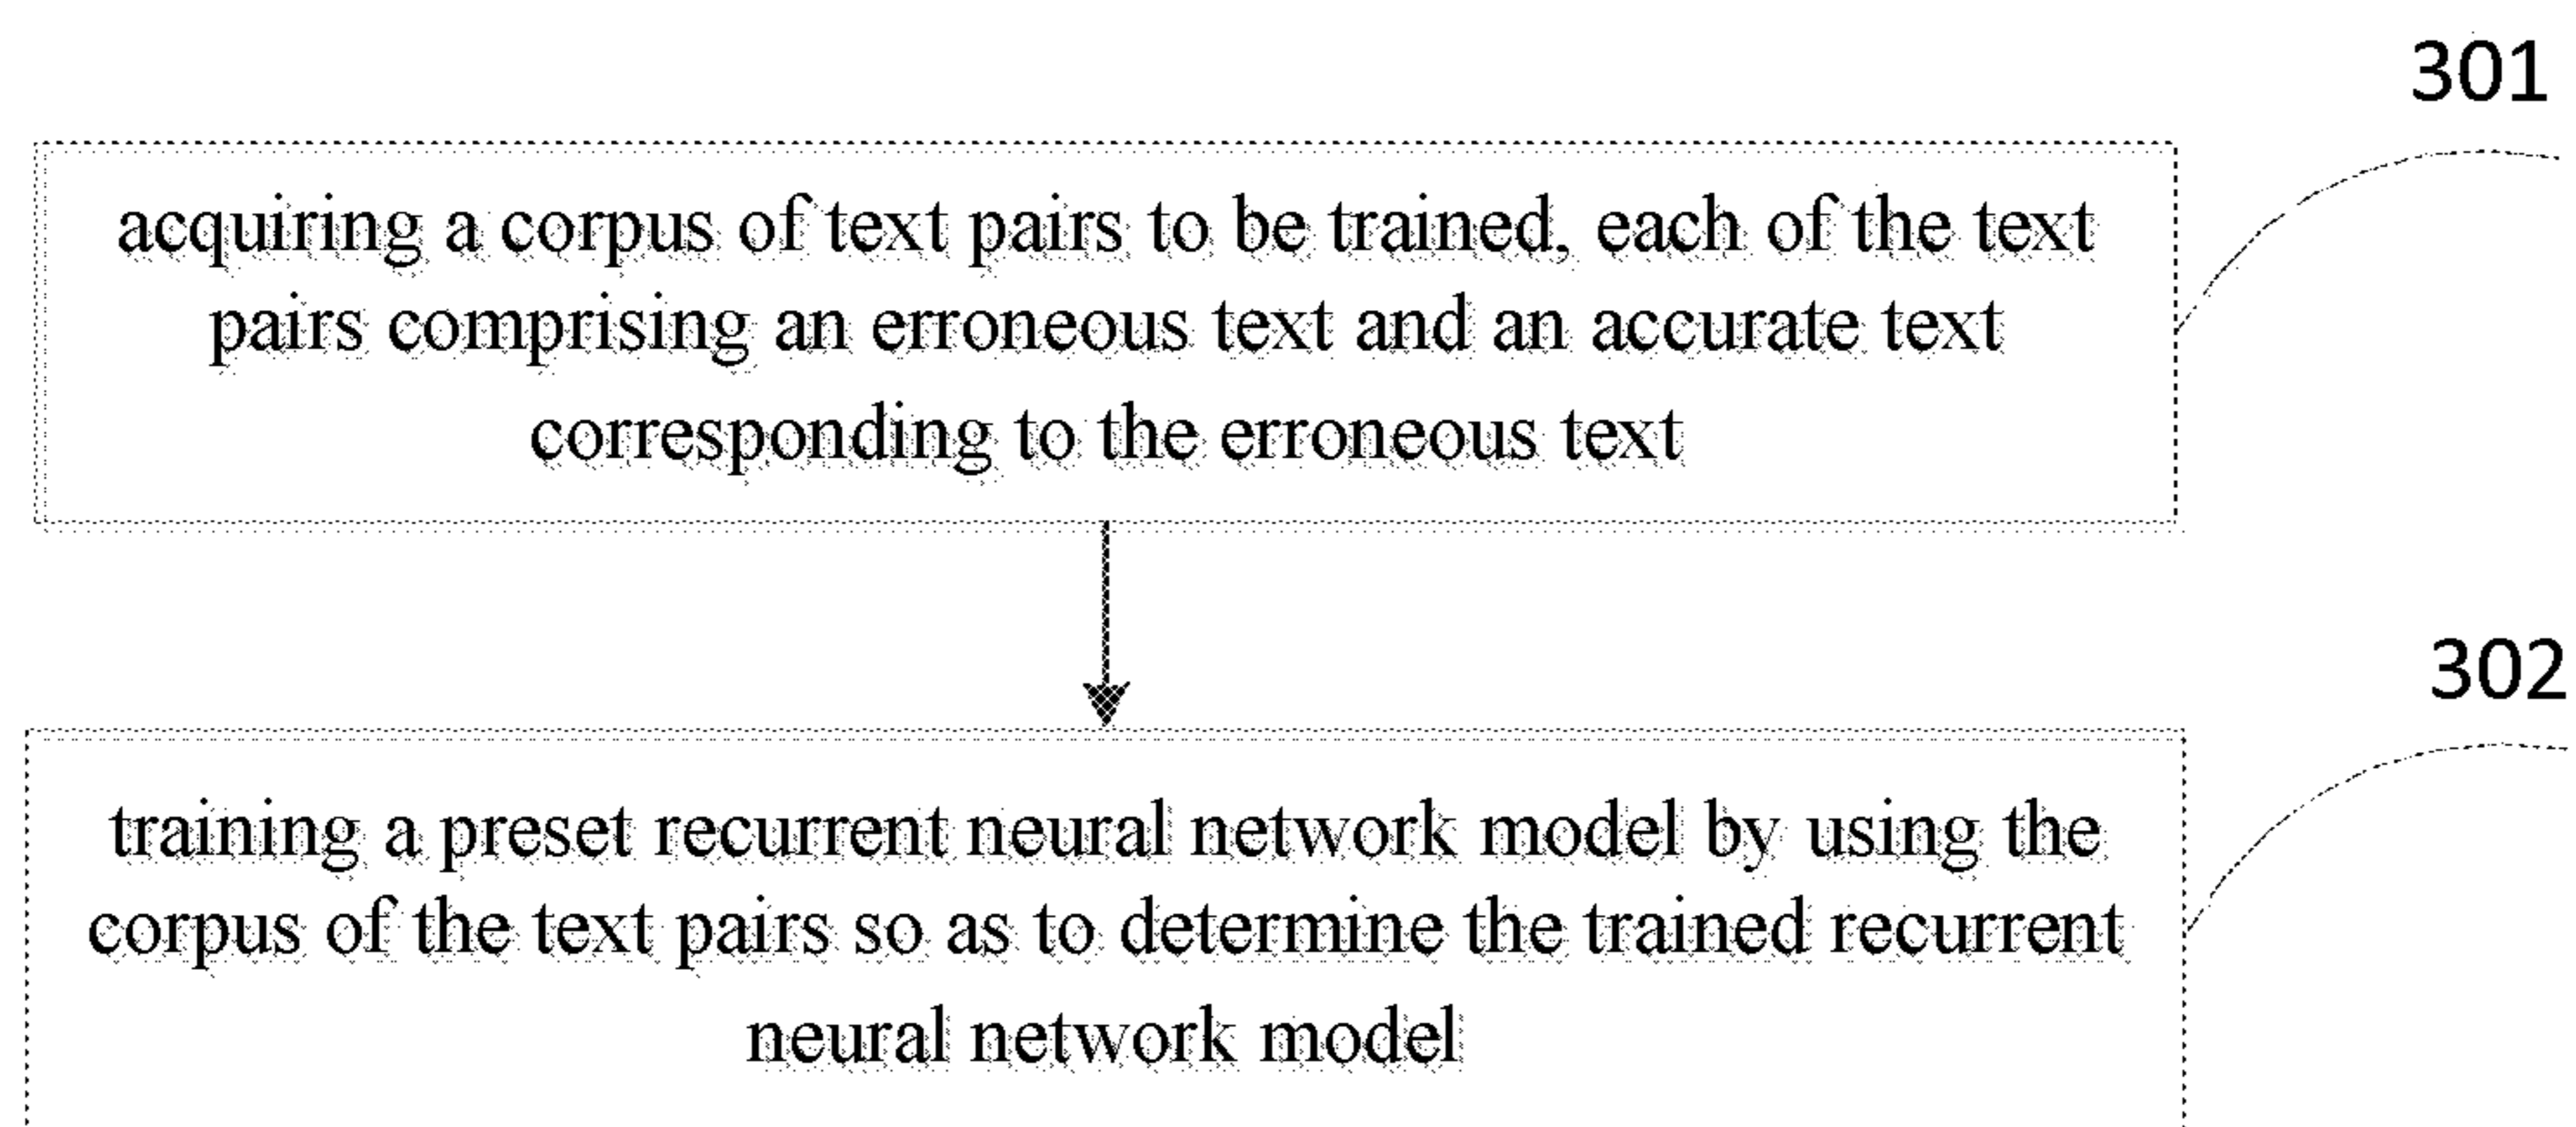 301
acquiring a corpus of text pairs to be trained, each of the text
pairs comprising an erroneous text and an accurate text
corresponding to the erroneous text
302
training a preset recurrent neural network model by using the
corpus of the text pairs so as to determine the trained recurrent
neural network model